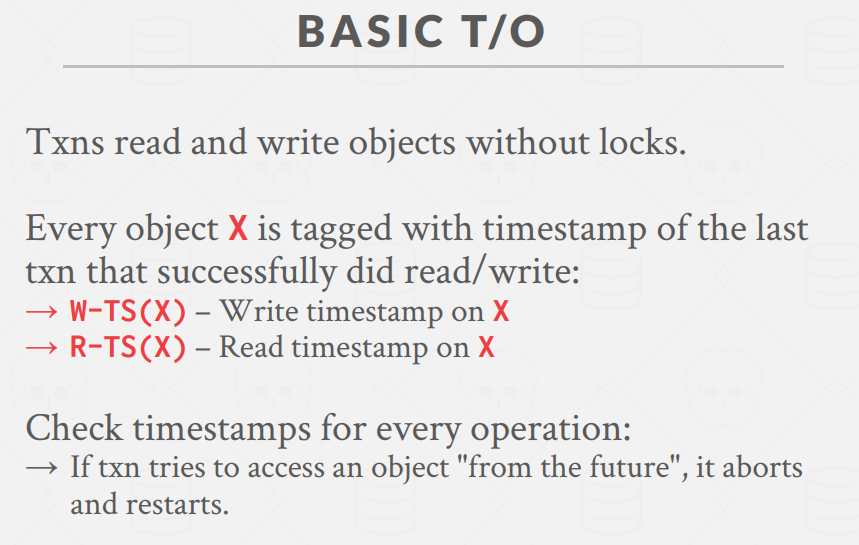 BASIC T/O
Txns read and write objects without locks.
Every object X is tagged with timestamp of the last
txn that successfully did read/write:
→ W-TS(X) – Write timestamp on X
→ R-TS(X) – Read timestamp on X
Check timestamps for every operation:
→ If txn tries to access an object "from the future", it aborts
and restarts.